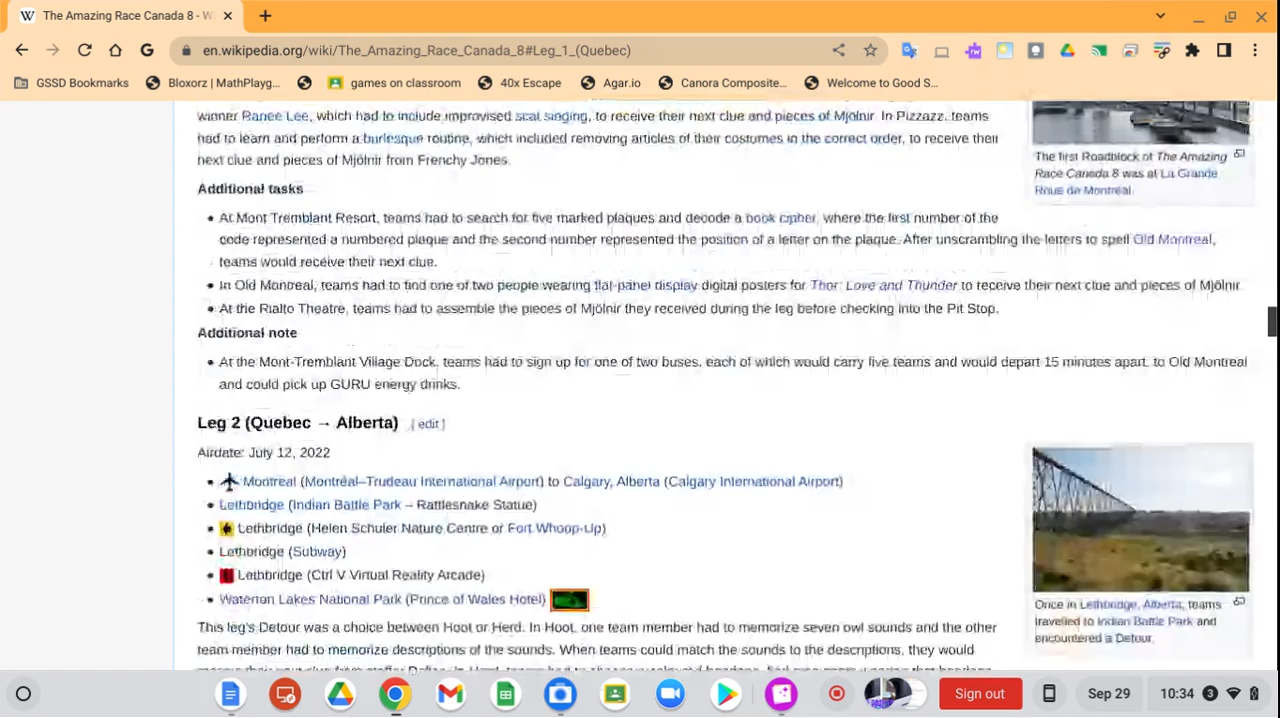 The Amazing Race Canada 8 - W
en.wikipedia.org/wiki/The_Amazing_Race_Canada_8#Leg_1_(Quebec)
GSSD Bookmarks Bloxorz | MathPlayg... games on classroom 40x Escape Agar.io Canora Composite... Welcome to Good S...
winner Ranee Lee, which had to include improvised scat singing, to receive their next clue and pieces of Mjölnir. In Pizzazz, teams
had to learn and perform a burlesque routine, which included removing articles of their costumes in the correct order, to receive their
next clue and pieces of Mjölnir from Frenchy Jones.
The first Roadblock of The Amazing
Race Canada 8 was at La Grande
Roue de Montréal.
Additional tasks
At Mont Tremblant Resort, teams had to search for five marked plaques and decode a book cipher, where the first number of the
code represented a numbered plaque and the second number represented the position of a letter on the plaque. After unscrambling the letters to spell Old Montreal,
teams would receive their next clue.
In Old Montreal, teams had to find one of two people wearing flat-panel display digital posters for Thor: Love and Thunder to receive their next clue and pieces of Mjölnir.
At the Rialto Theatre, teams had to assemble the pieces of Mjölnir they received during the leg before checking into the Pit Stop.
Additional note
At the Mont-Tremblant Village Dock, teams had to sign up for one of two buses, each of which would carry five teams and would depart 15 minutes apart, to Old Montreal
and could pick up GURU energy drinks.
Leg 2 (Quebec → Alberta) [ edit ]
Airdate: July 12, 2022
Montreal (Montréal–Trudeau International Airport) to Calgary, Alberta (Calgary International Airport)
Lethbridge (Indian Battle Park – Rattlesnake Statue)
Lethbridge (Helen Schuler Nature Centre or Fort Whoop-Up)
Lethbridge (Subway)
Lethbridge (Ctrl V Virtual Reality Arcade)
Waterton Lakes National Park (Prince of Wales Hotel)
Once in Lethbridge, Alberta, teams
travelled to Indian Battle Park and
encountered a Detour.
This leg's Detour was a choice between Hoot or Herd. In Hoot, one team member had to memorize seven owl sounds and the other
team member had to memorize descriptions of the sounds. When teams could match the sounds to the descriptions, they would
Sign out Sep 29 10:34 3